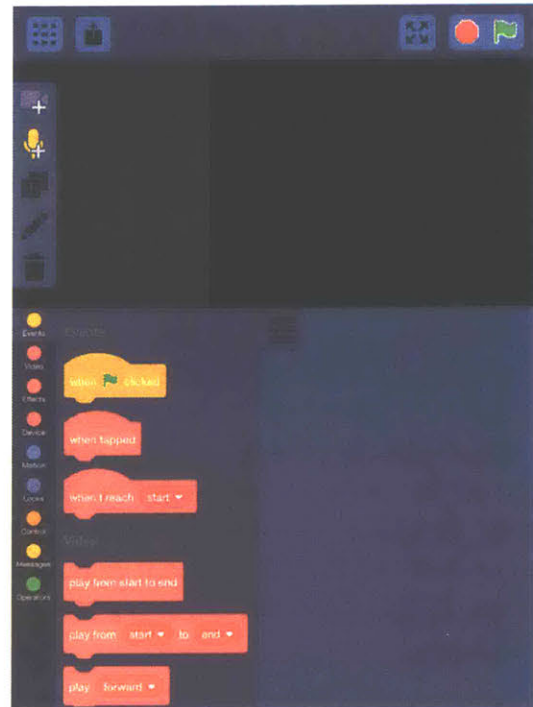 Events
Events
Video
when clicked
Effects
Device
when tapped
Motion
Looks
when I reach start
Control
Video
Messages
play from start to end
Operators
play from start to end
play forward